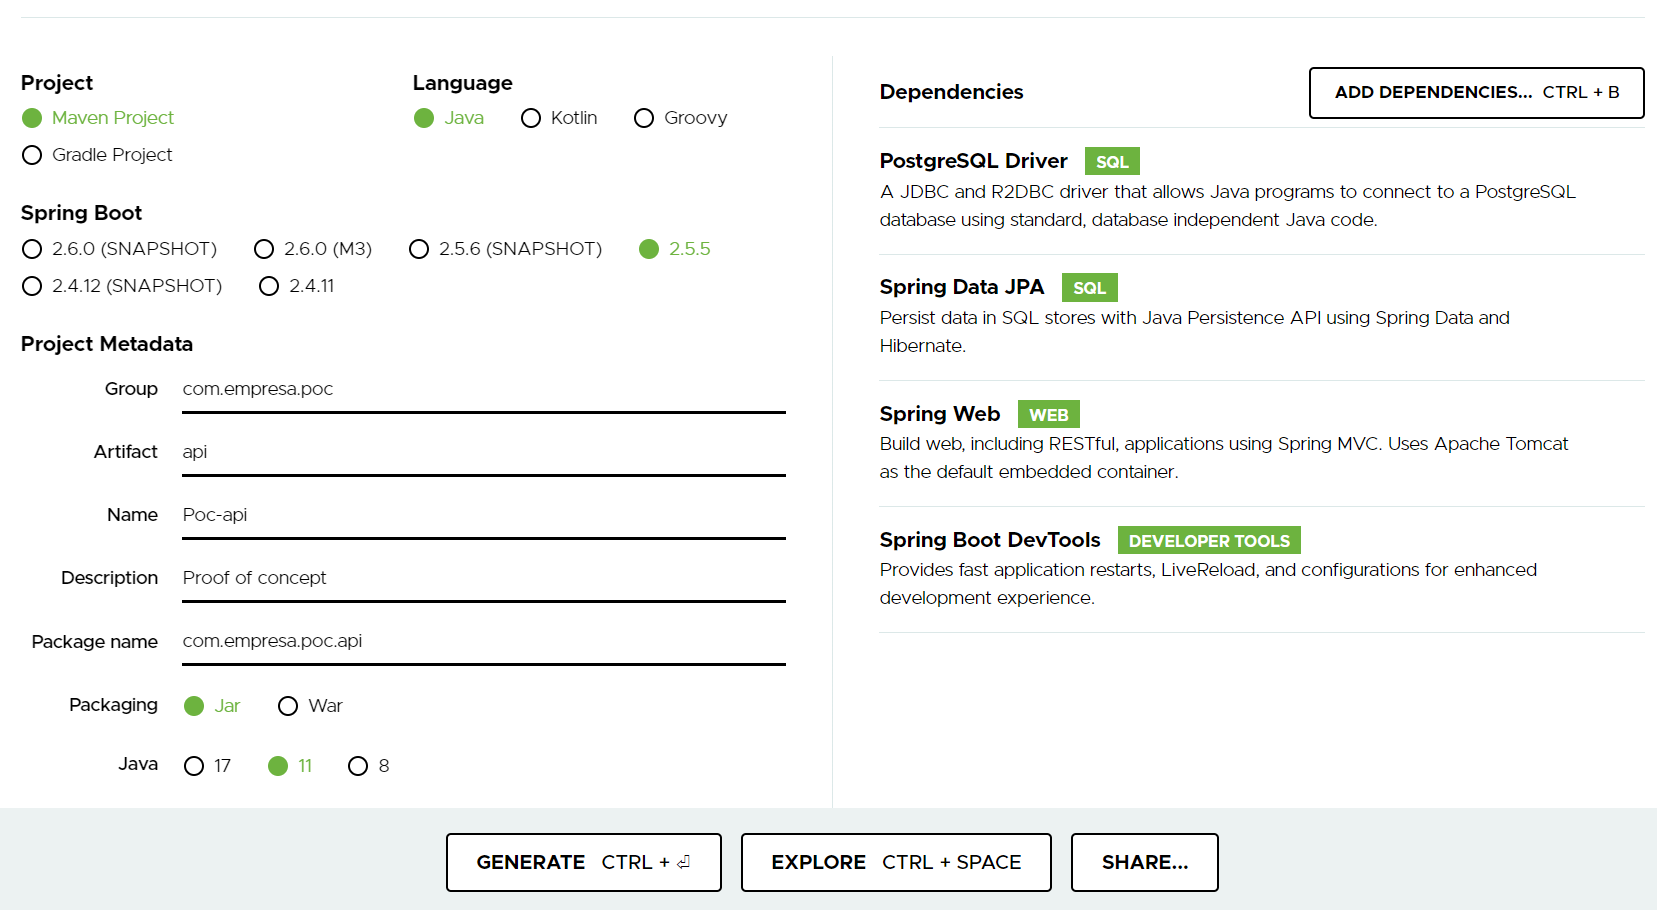 Project
Maven Project
Gradle Project
Language
Java Kotlin Groovy
Spring Boot
2.6.0 (SNAPSHOT) 2.6.0 (M3) 2.5.6 (SNAPSHOT) 2.5.5
2.4.12 (SNAPSHOT) 2.4.11
Project Metadata
Group com.empresa.poc
Artifact api
Name Poc-api
Description Proof of concept
Package name com.empresa.poc.api
Packaging Jar War
Java 17 11 8
Dependencies
ADD DEPENDENCIES... CTRL + B
PostgreSQL Driver SQL
A JDBC and R2DBC driver that allows Java programs to connect to a PostgreSQL
database using standard, database independent Java code.
Spring Data JPA SQL
Persist data in SQL stores with Java Persistence API using Spring Data and
Hibernate.
Spring Web WEB
Build web, including RESTful, applications using Spring MVC. Uses Apache Tomcat
as the default embedded container.
Spring Boot DevTools DEVELOPER TOOLS
Provides fast application restarts, LiveReload, and configurations for enhanced
development experience.
GENERATE CTRL + ⏎
EXPLORE CTRL + SPACE
SHARE...